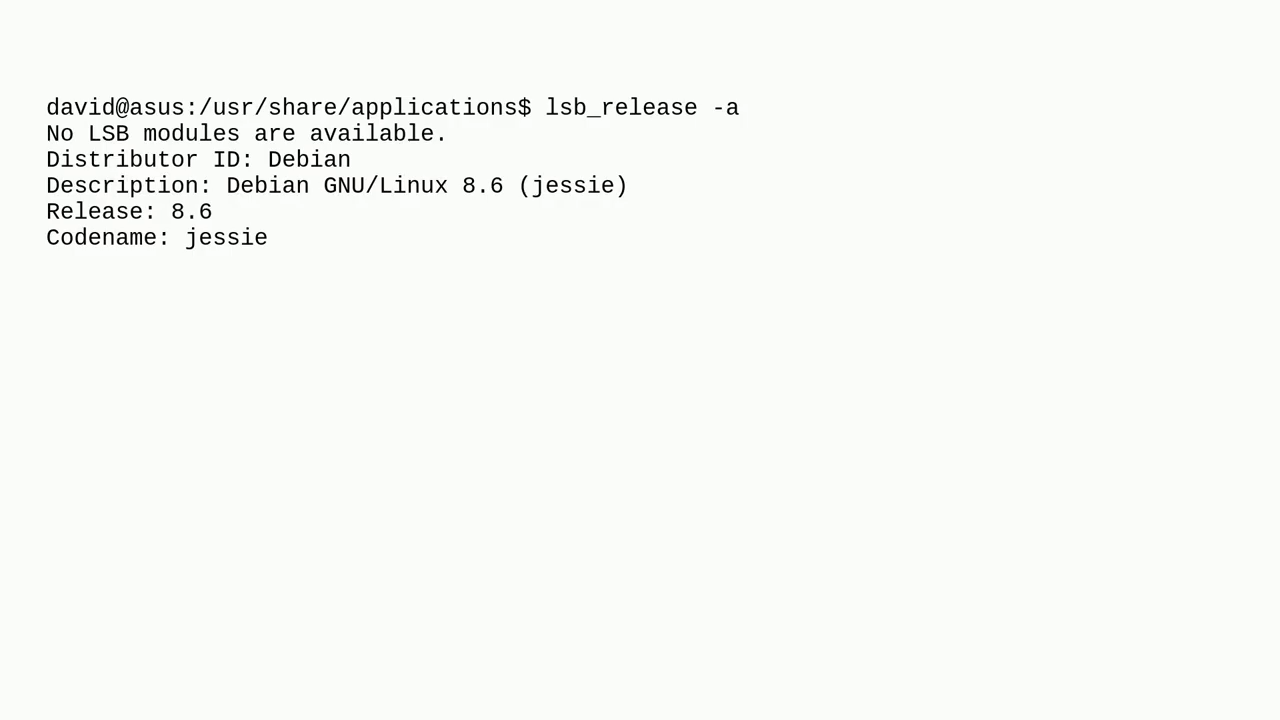 david@asus:/usr/share/applications$ lsb_release -a
No LSB modules are available.
Distributor ID: Debian
Description: Debian GNU/Linux 8.6 (jessie)
Release: 8.6
Codename: jessie